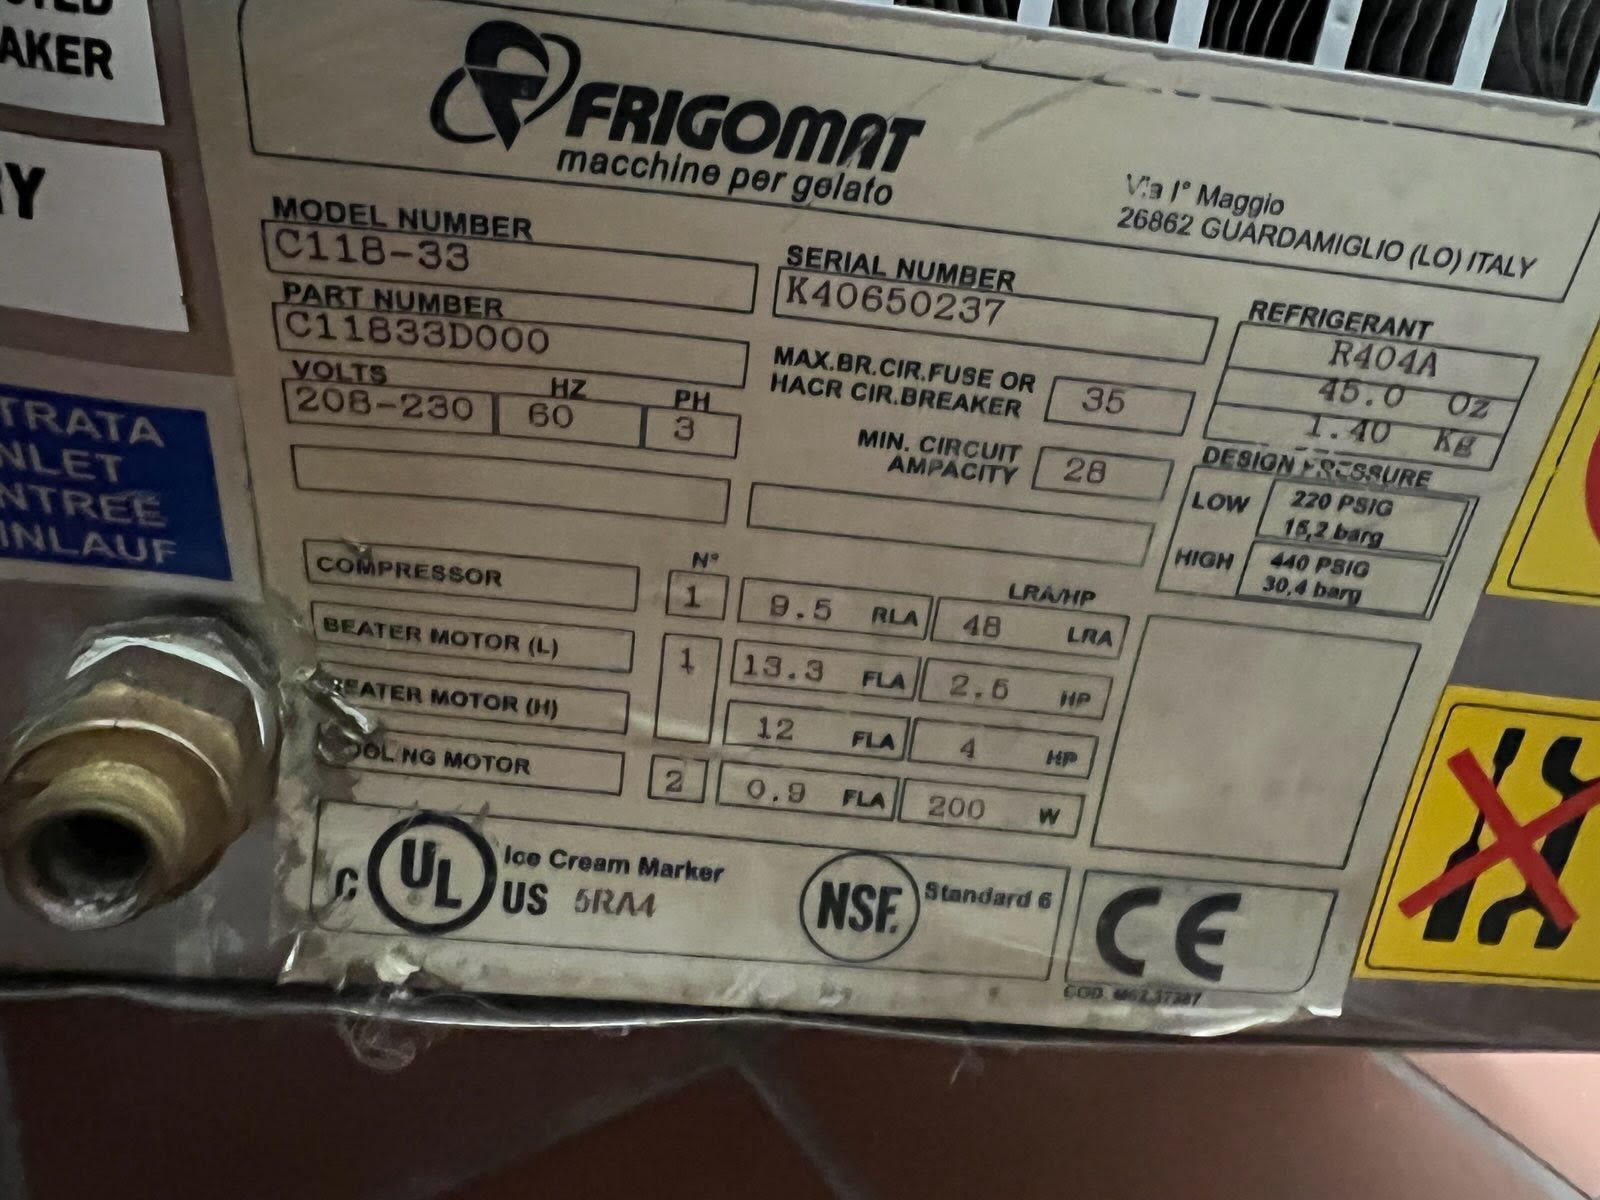 AKER
RY
TRATA
NLET
NTREE
INLAUF
FRIGOMAT
macchine per gelato
Via I° Maggio
26862 GUARDAMIGLIO (LO) ITALY
MODEL NUMBER
C118-33
SERIAL NUMBER
K40650237
PART NUMBER
C11833D000
REFRIGERANT
R404A
45.0 Oz
1.40 Kg
VOLTS HZ PH
208-230 60 3
MAX.BR.CIR.FUSE OR
HACR CIR.BREAKER 35
MIN. CIRCUIT
AMPACITY 28
DESIGN PRESSURE
LOW 220 PSIG
15,2 barg
HIGH 440 PSIG
30,4 barg
N° LRA/HP
COMPRESSOR 1 9.5 RLA 48 LRA
BEATER MOTOR (L) 1 13.3 FLA HP
BEATER MOTOR (H) 12 FLA 4 HP
COOLING MOTOR 2 0.9 FLA 200 W
C UL US Ice Cream Marker
5RA4
NSF. Standard 6
CE
COD.